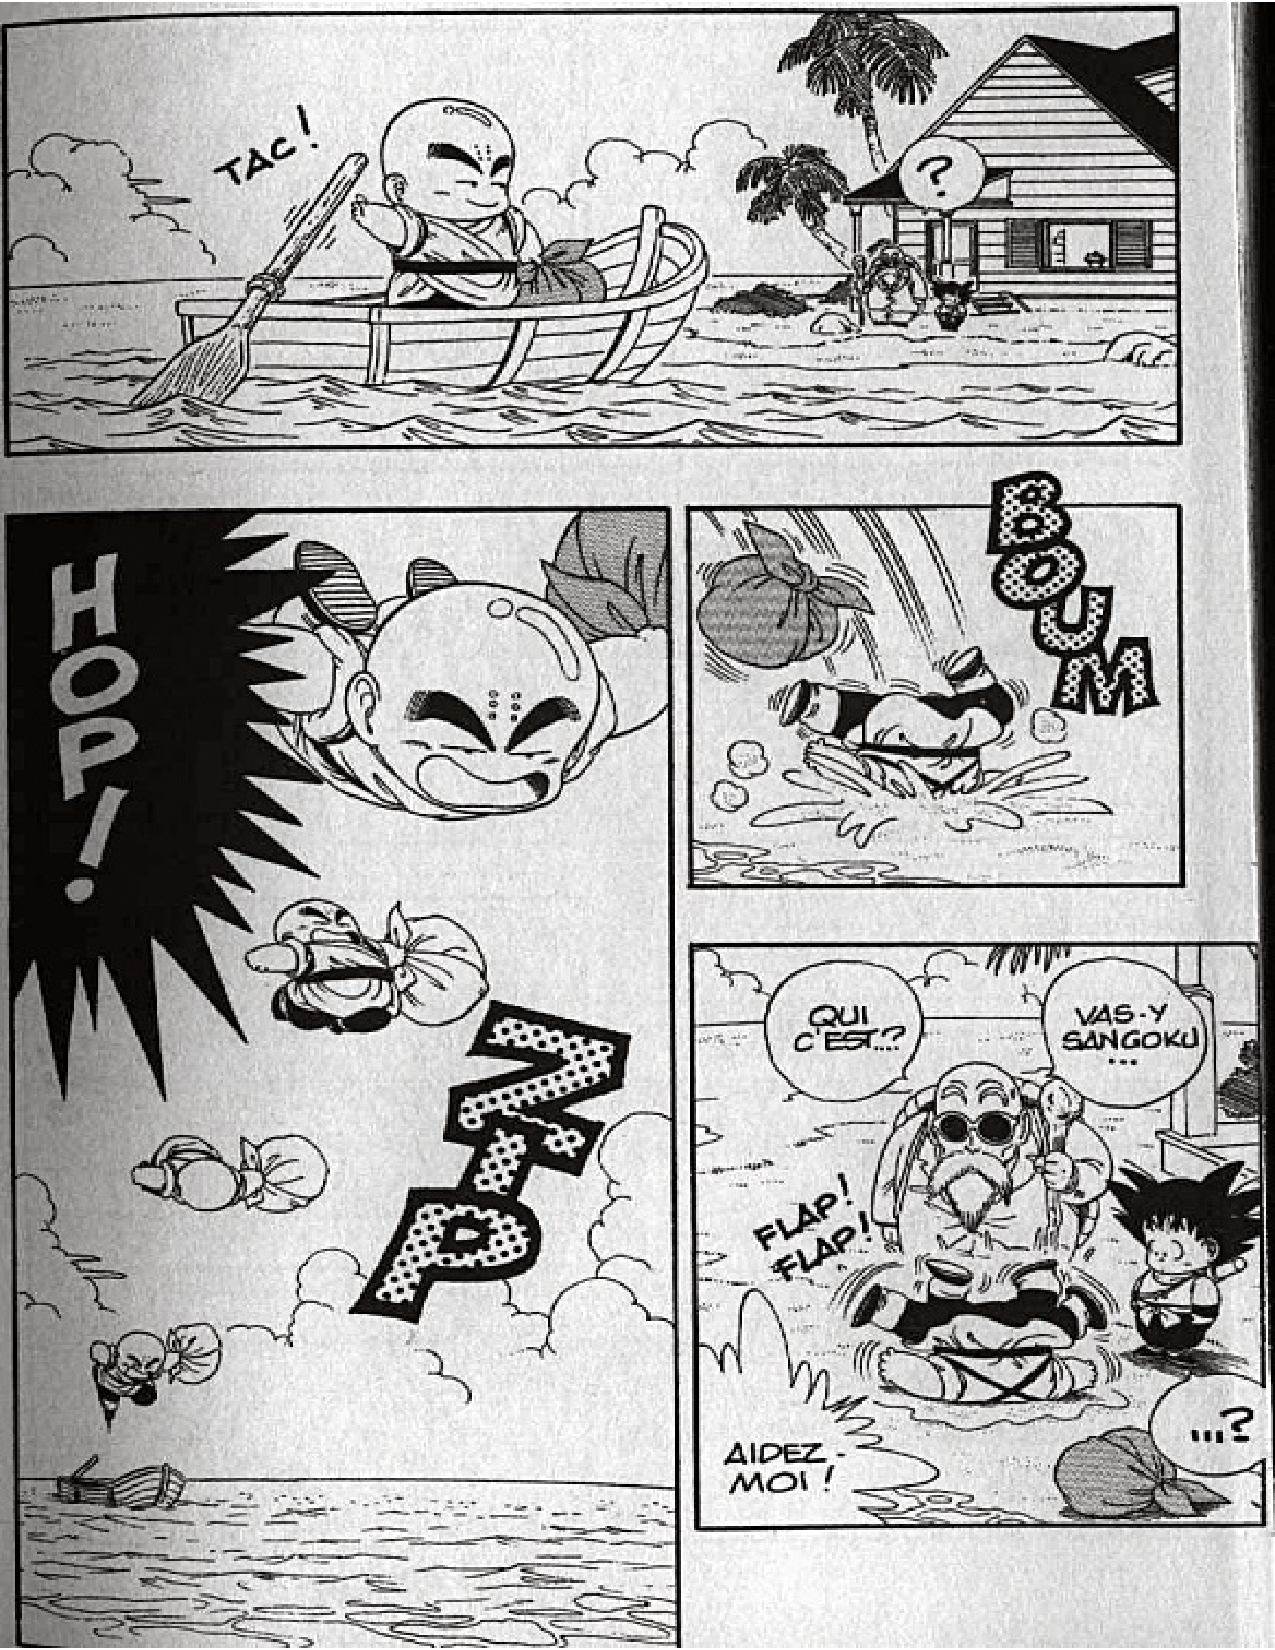 TAC!
?
HOP!
ZIP
BOUM
QUI
C'EST..?
VAS-Y
SANGOKU
...
FLAP!
FLAP!
AIDEZ-
MOI!
...?